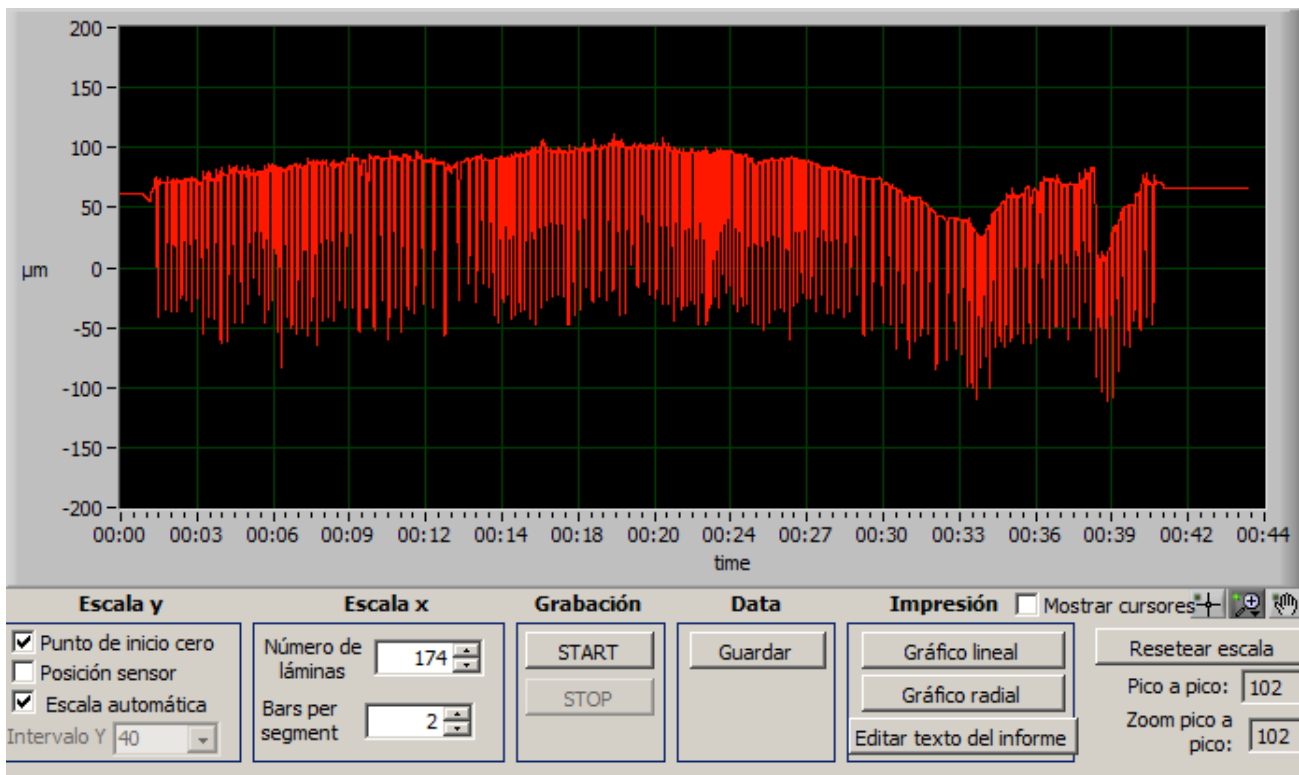 200
150
100
50
µm
0
-50
-100
-150
-200
00:00 00:03 00:06 00:09 00:12 00:14 00:18 00:20 00:24 00:27 00:30 00:33 00:36 00:39 00:42 00:44
time
Escala y
Punto de inicio cero
Posición sensor
Escala automática
Intervalo Y 40
Escala x
Número de láminas 174
Bars per segment 2
Grabación
START
STOP
Data
Guardar
Impresión
Mostrar cursores
Gráfico lineal
Gráfico radial
Editar texto del informe
Resetear escala
Pico a pico: 102
Zoom pico a pico: 102